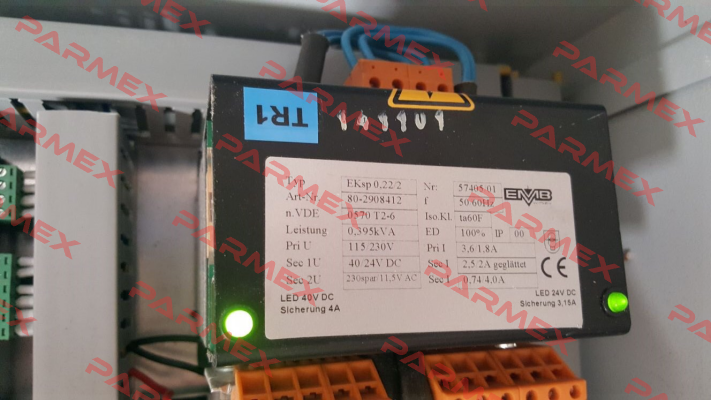 PARMEX
TR1
141101
Typ EKsp 0,22/2 Nr: 57405/01 EMB
Art-Nr. 80-2908412 f 50/60Hz
n.VDE 0570 T2-6 Iso.Kl. ta60F
Leistung 0,395kVA ED 100% IP 00
Pri U 115 230V Pri I 3,6/1,8A
Sec 1U 40/24V DC Sec I 2,5/2A geglättet CE
Sec 2U 230spar/11,5V AC Sec I 0,74/4,0A
LED 40V DC
Sicherung 4A
LED 24V DC
Sicherung 3,15A